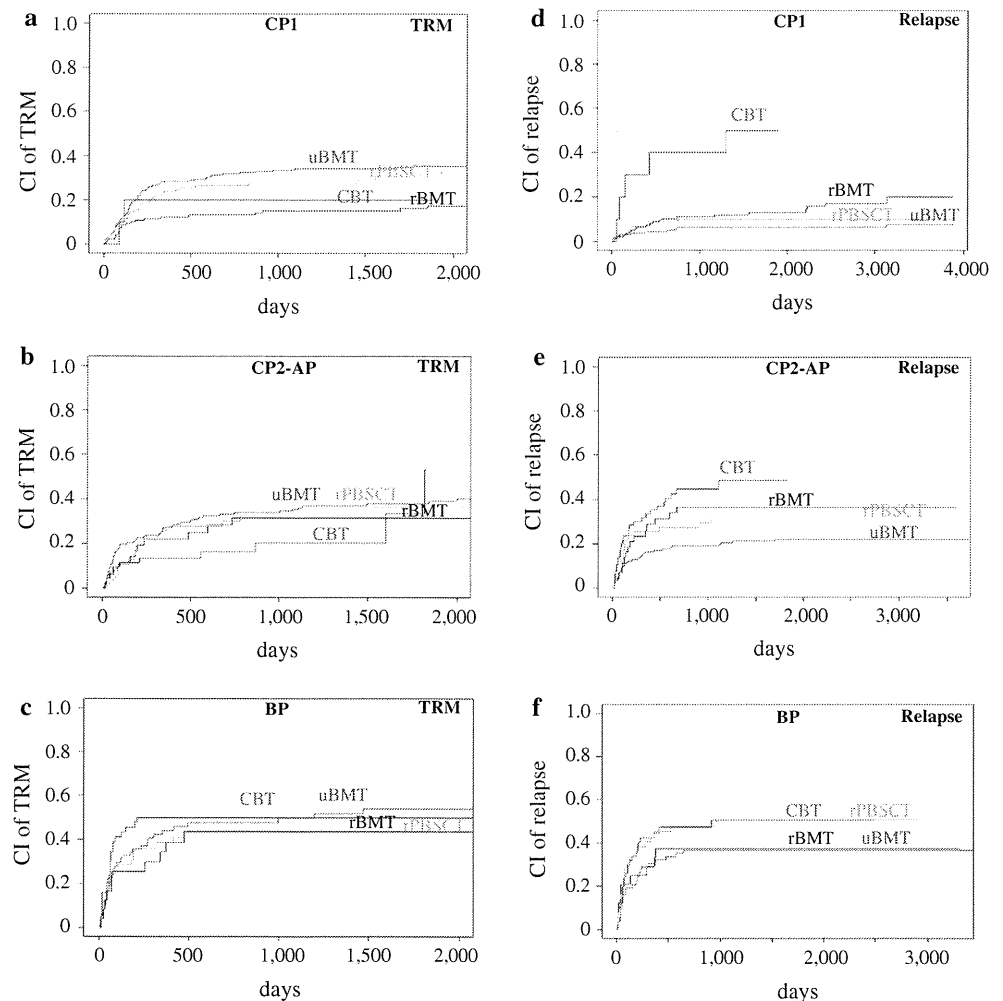 a
CP1
TRM
CI of TRM
1.0
0.8
0.6
0.4
0.2
0
uBMT
rPBSCT
CBT
rBMT
0
500
1,000
1,500
2,000
days
d
CP1
Relapse
CI of relapse
1.0
0.8
0.6
0.4
0.2
0
CBT
rBMT
rPBSCT
uBMT
0
1,000
2,000
3,000
4,000
days
b
CP2-AP
TRM
CI of TRM
1.0
0.8
0.6
0.4
0.2
0
uBMT
rPBSCT
rBMT
CBT
0
500
1,000
1,500
2,000
days
e
CP2-AP
Relapse
CI of relapse
1.0
0.8
0.6
0.4
0.2
0
CBT
rBMT
rPBSCT
uBMT
0
1,000
2,000
3,000
days
c
BP
TRM
CI of TRM
1.0
0.8
0.6
0.4
0.2
0
CBT
uBMT
rBMT
rPBSCT
0
500
1,000
1,500
2,000
days
f
BP
Relapse
CI of relapse
1.0
0.8
0.6
0.4
0.2
0
CBT
rPBSCT
rBMT
uBMT
0
1,000
2,000
3,000
days